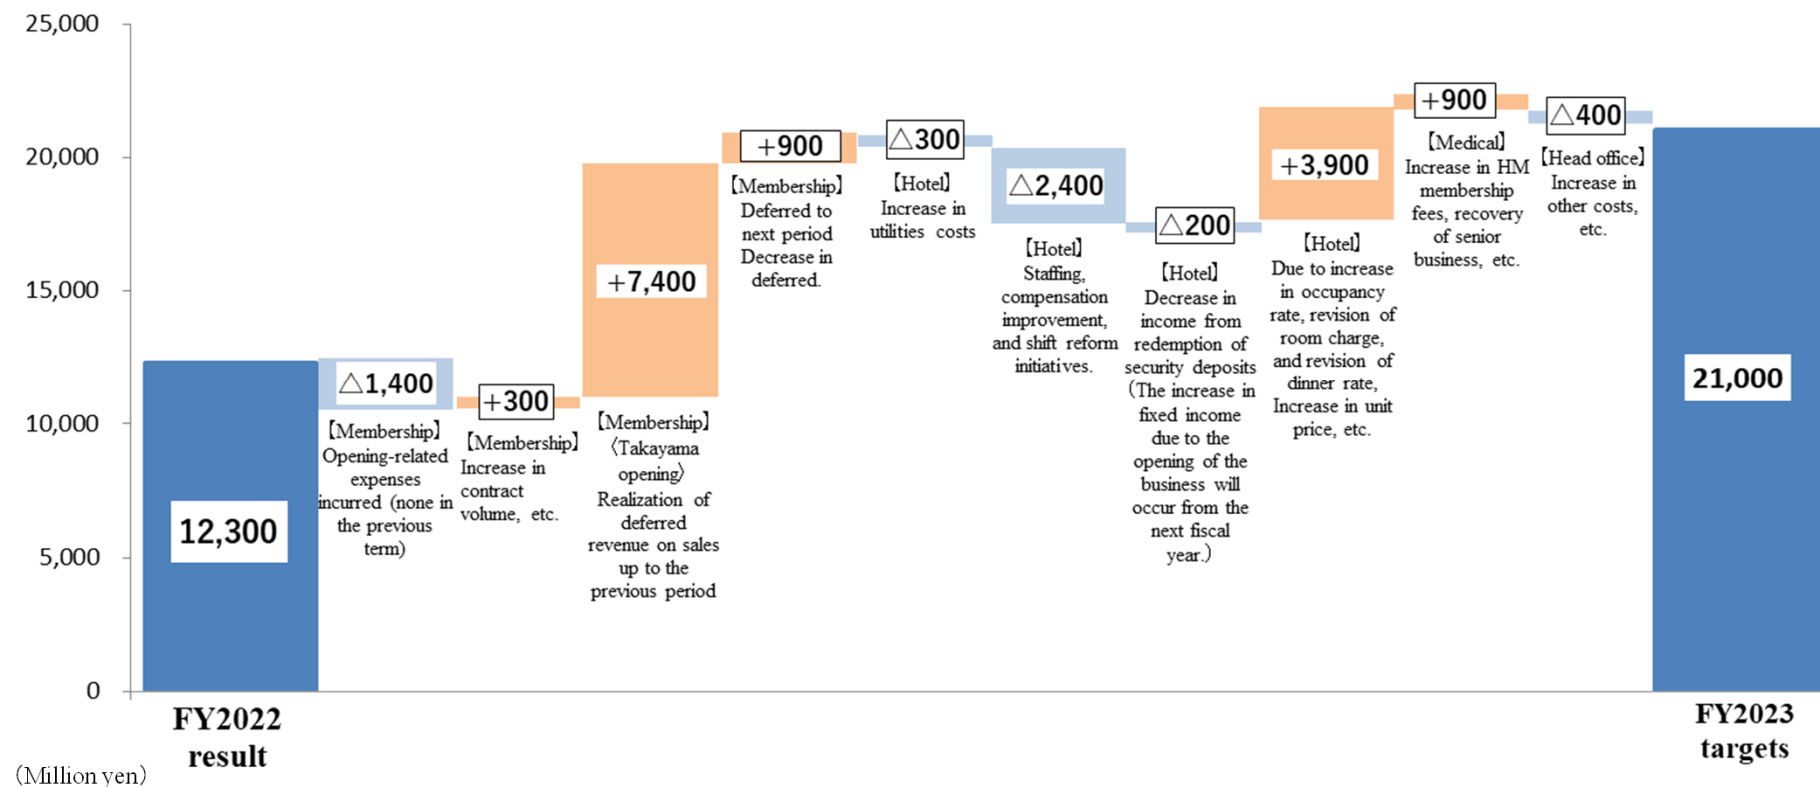 25,000
20,000
15,000
10,000
5,000
0
12,300
FY2022
result
(Million yen)
△1,400
【Membership】
Opening-related
expenses
incurred (none in
the previous
term)
+300
【Membership】
Increase in
contract
volume, etc.
+7,400
【Membership】
〈Takayama
opening〉
Realization of
deferred
revenue on sales
up to the
previous period
+900
【Membership】
Deferred to
next period
Decrease in
deferred.
△300
【Hotel】
Increase in
utilities costs
△2,400
【Hotel】
Staffing,
compensation
improvement,
and shift reform
initiatives.
△200
【Hotel】
Decrease in
income from
redemption of
security deposits
(The increase in
fixed income
due to the
opening of the
business will
occur from the
next fiscal
year.)
+3,900
【Hotel】
Due to increase
in occupancy
rate, revision of
room charge,
and revision of
dinner rate,
Increase in unit
price, etc.
+900
【Medical】
Increase in HM
membership
fees, recovery
of senior
business, etc.
△400
【Head office】
Increase in
other costs,
etc.
21,000
FY2023
targets